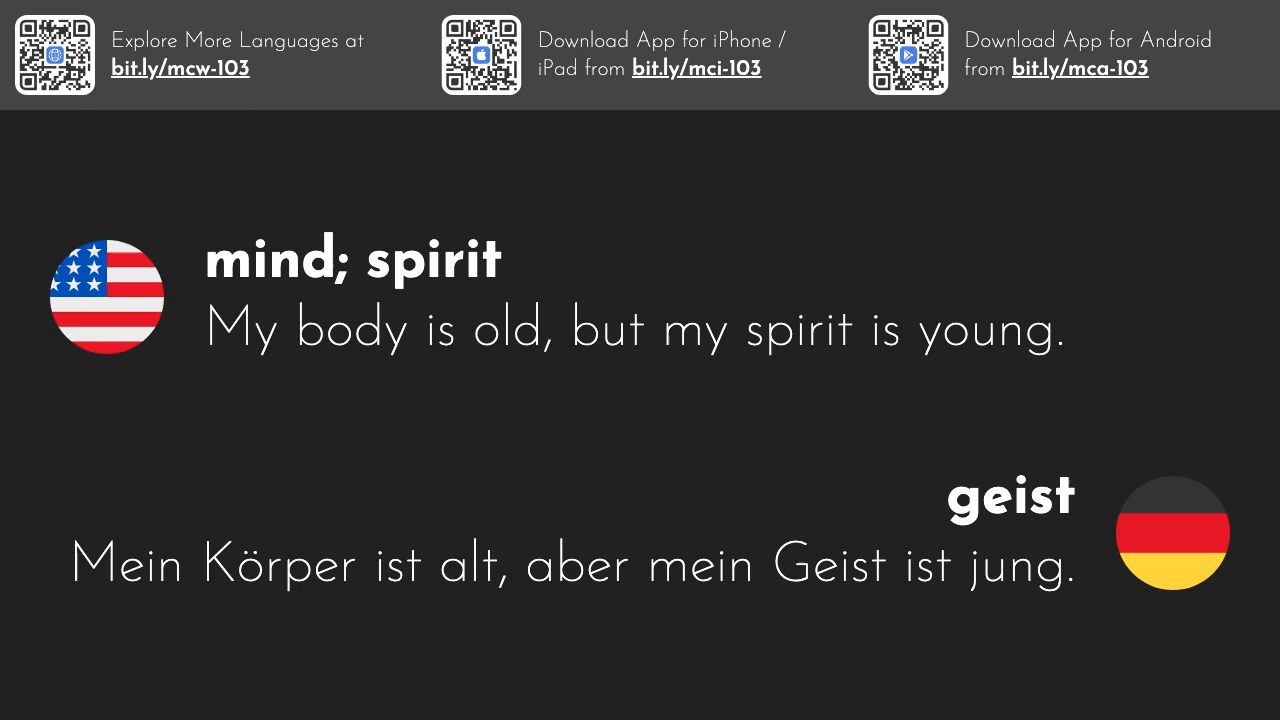 Explore More Languages at
bit.ly/mcw-103
Download App for iPhone /
iPad from bit.ly/mci-103
Download App for Android
from bit.ly/mca-103
mind; spirit
My body is old, but my spirit is young.
geist
Mein Körper ist alt, aber mein Geist ist jung.